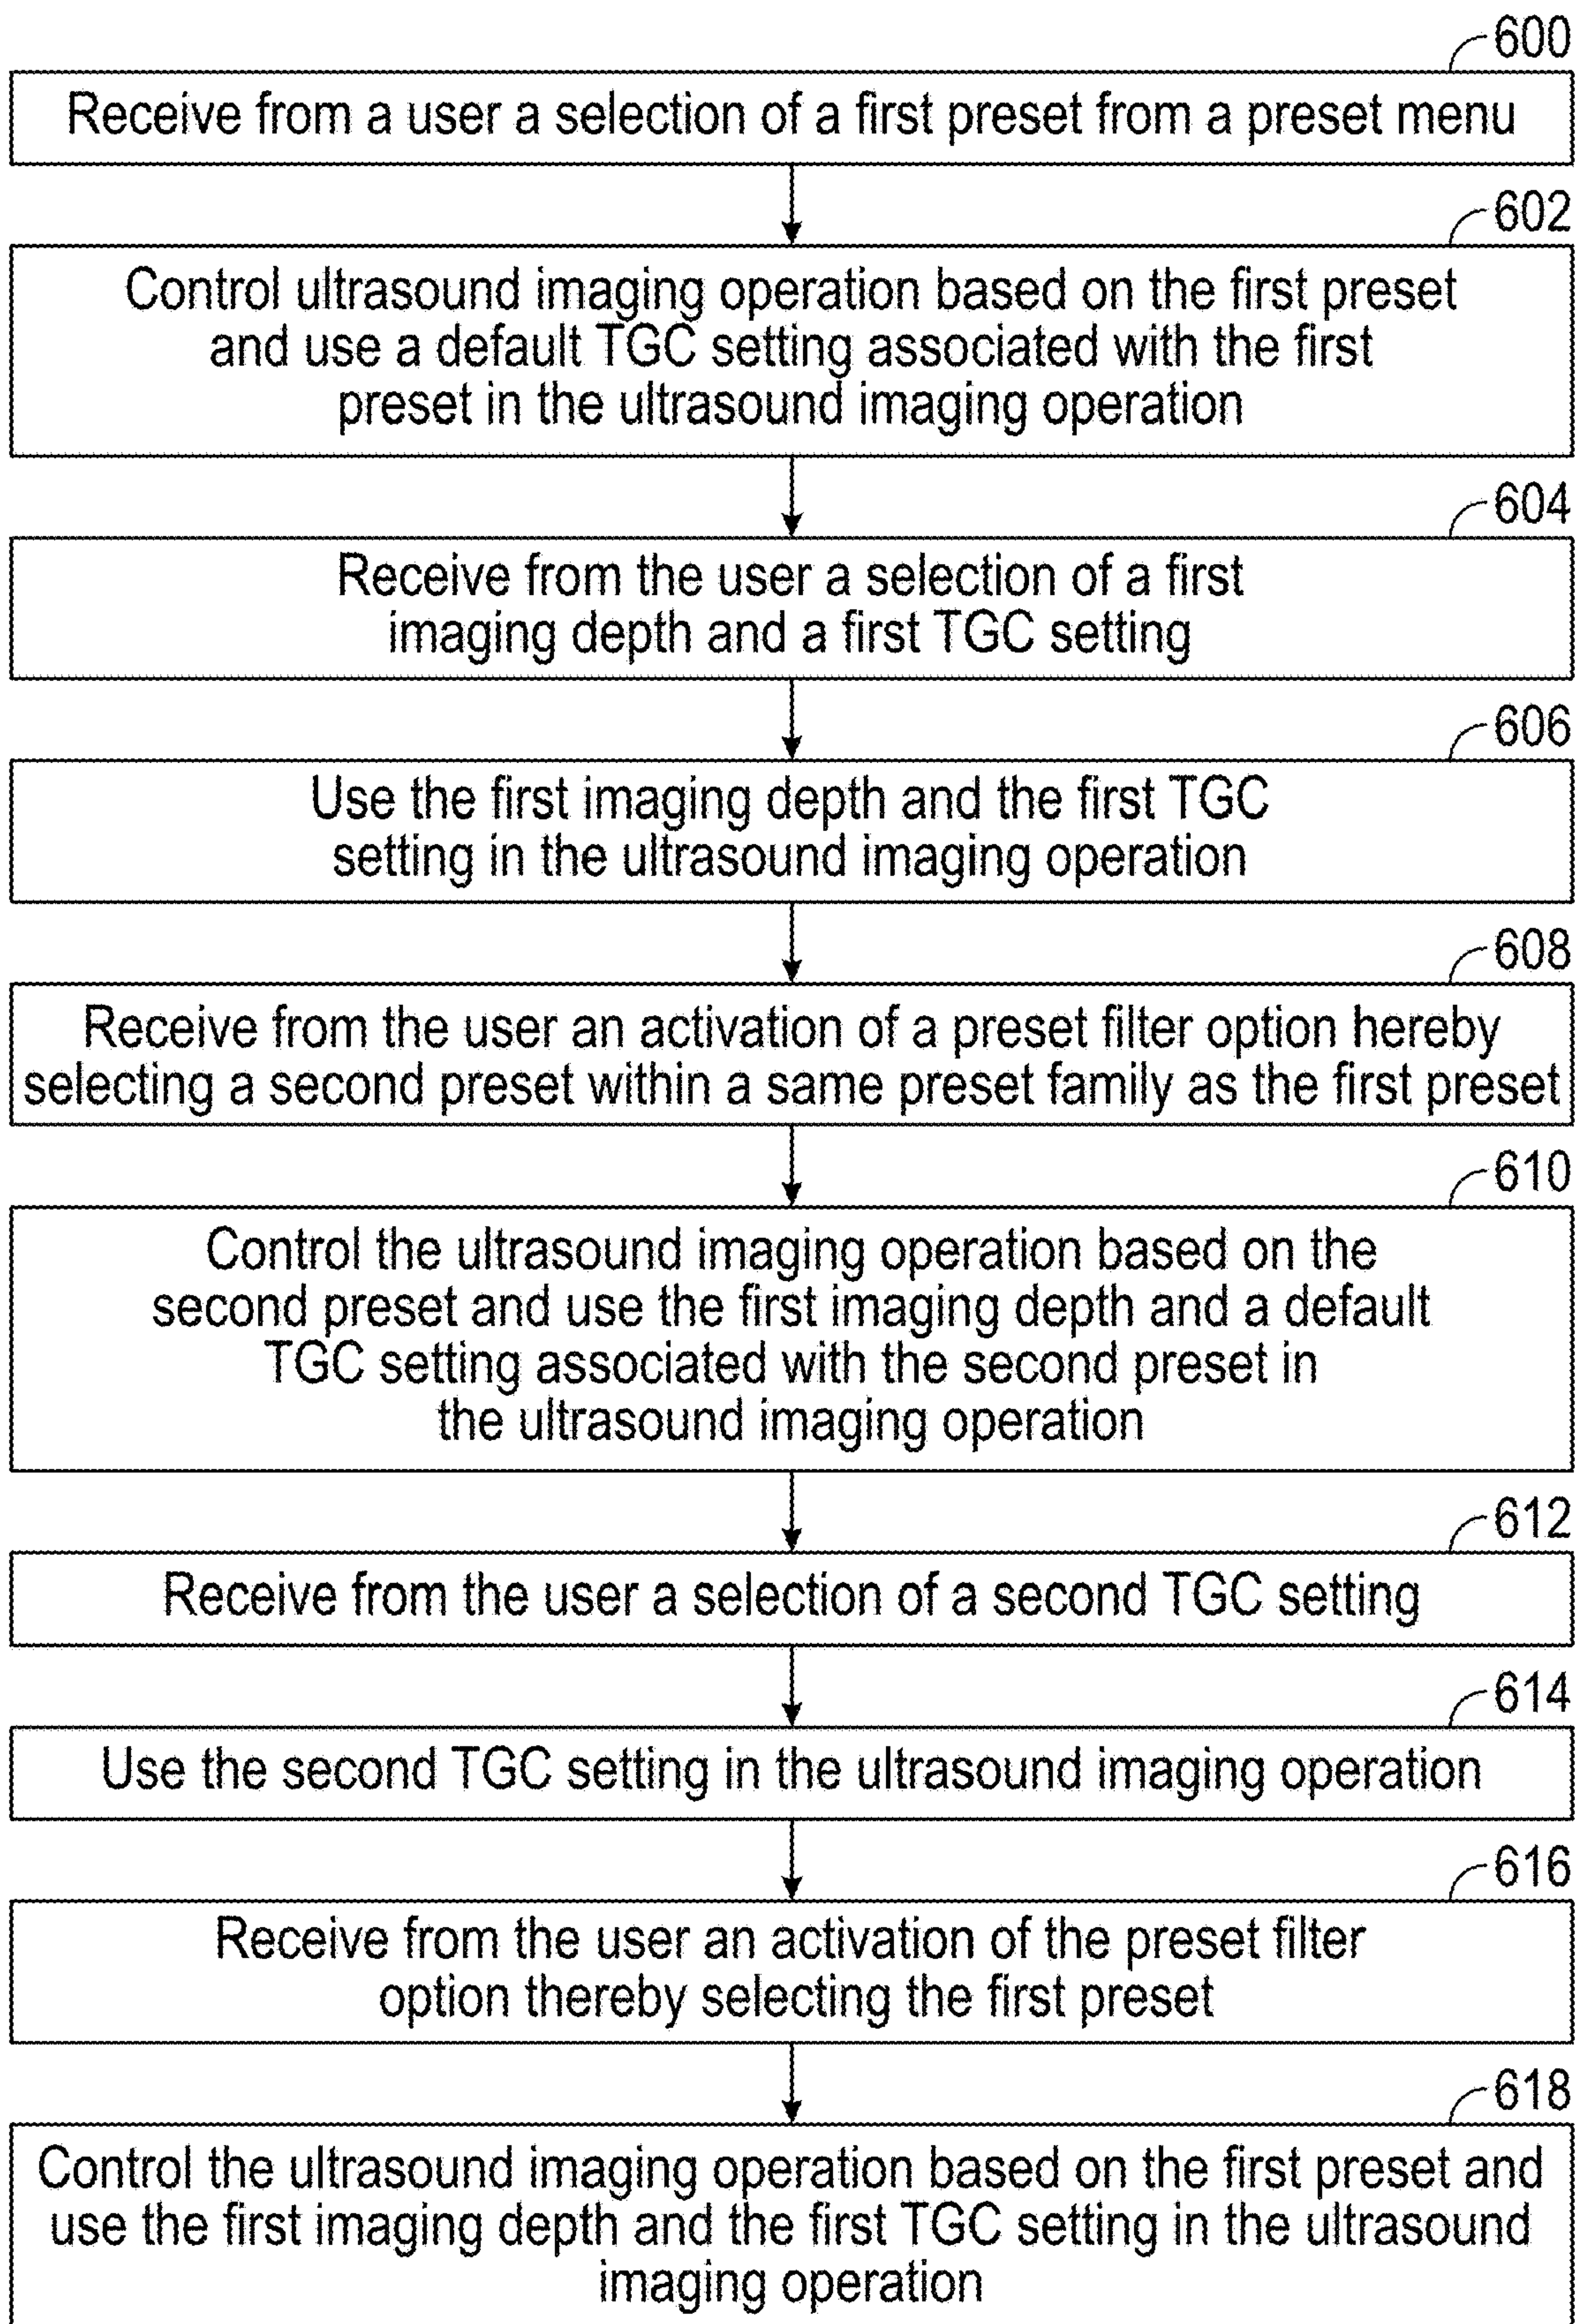 600
Receive from a user a selection of a first preset from a preset menu
602
Control ultrasound imaging operation based on the first preset
and use a default TGC setting associated with the first
preset in the ultrasound imaging operation
604
Receive from the user a selection of a first
imaging depth and a first TGC setting
606
Use the first imaging depth and the first TGC
setting in the ultrasound imaging operation
608
Receive from the user an activation of a preset filter option hereby
selecting a second preset within a same preset family as the first preset
610
Control the ultrasound imaging operation based on the
second preset and use the first imaging depth and a default
TGC setting associated with the second preset in
the ultrasound imaging operation
612
Receive from the user a selection of a second TGC setting
614
Use the second TGC setting in the ultrasound imaging operation
616
Receive from the user an activation of the preset filter
option thereby selecting the first preset
618
Control the ultrasound imaging operation based on the first preset and
use the first imaging depth and the first TGC setting in the ultrasound
imaging operation